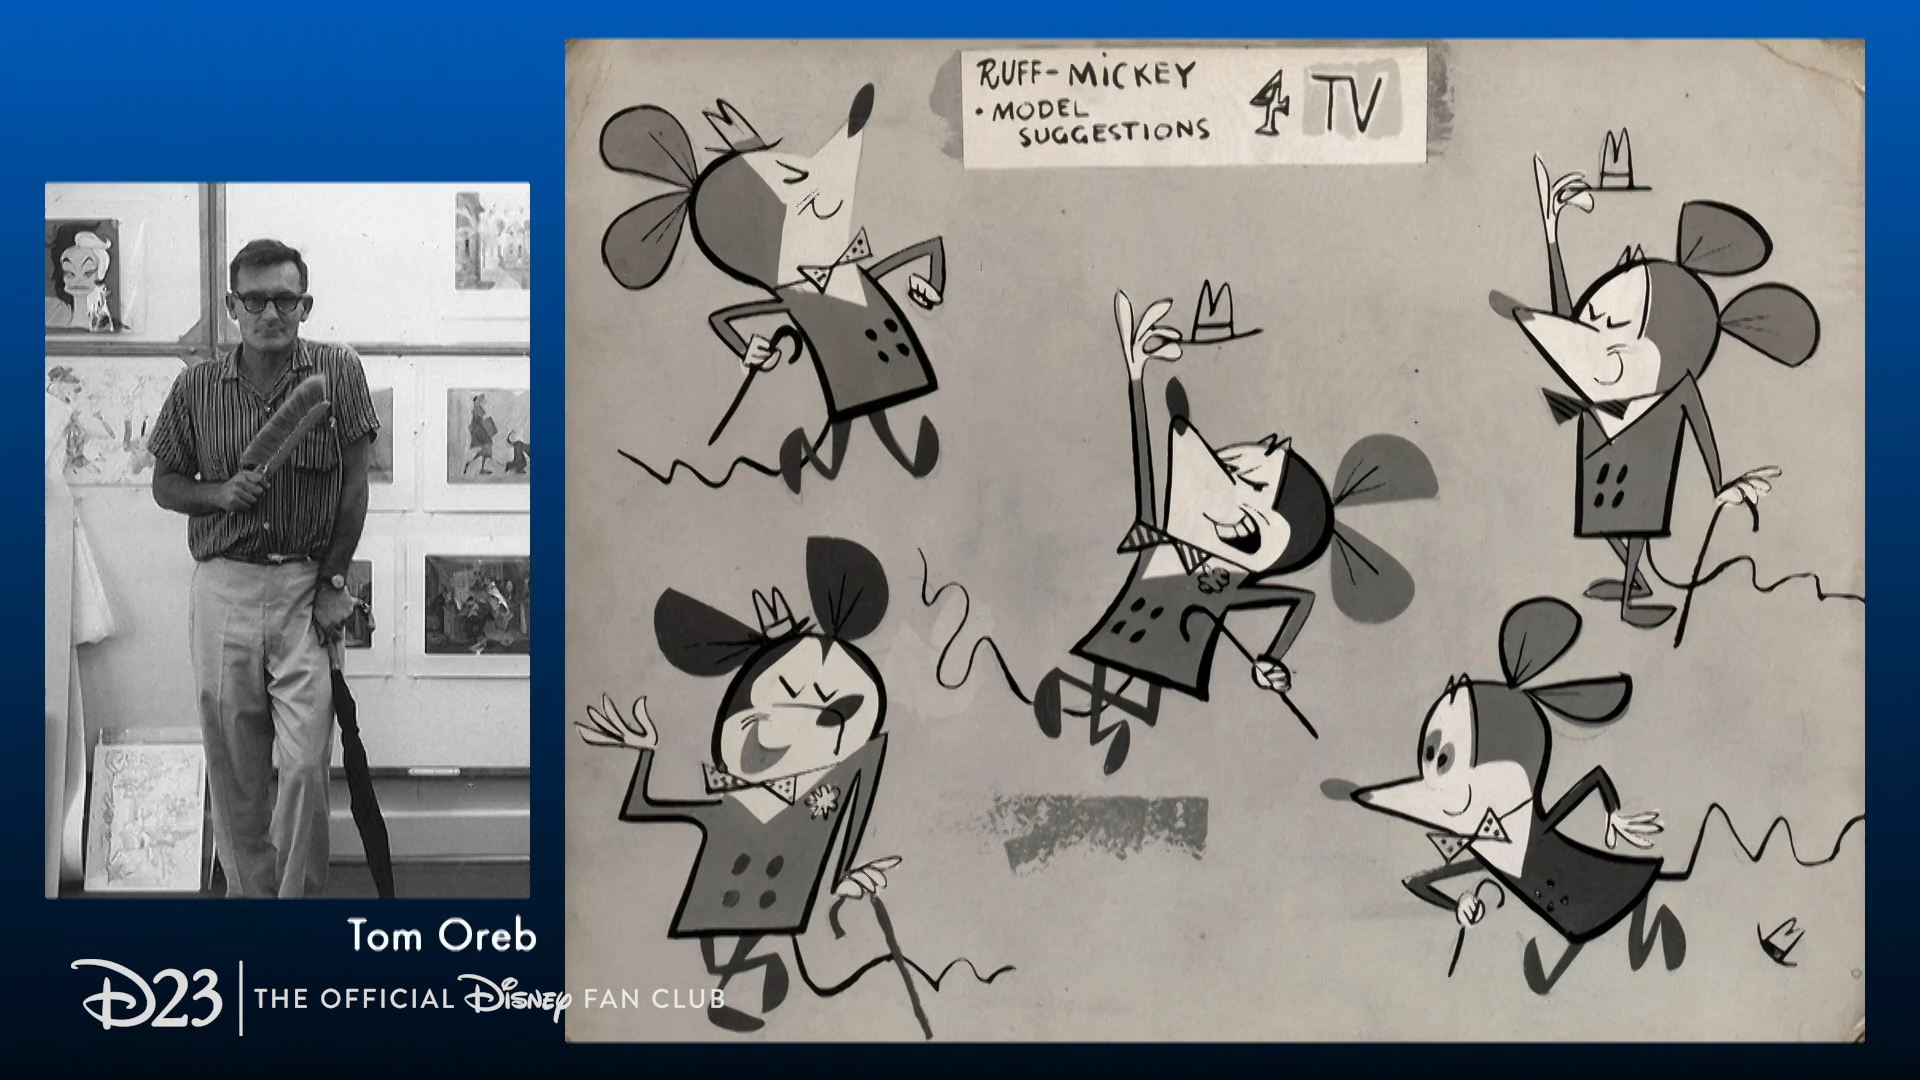 RUFF-MiCKEY
• MODEL
SUGGESTIONS
4 TV
Tom Oreb
D23 | THE OFFICIAL Disney FAN CLUB